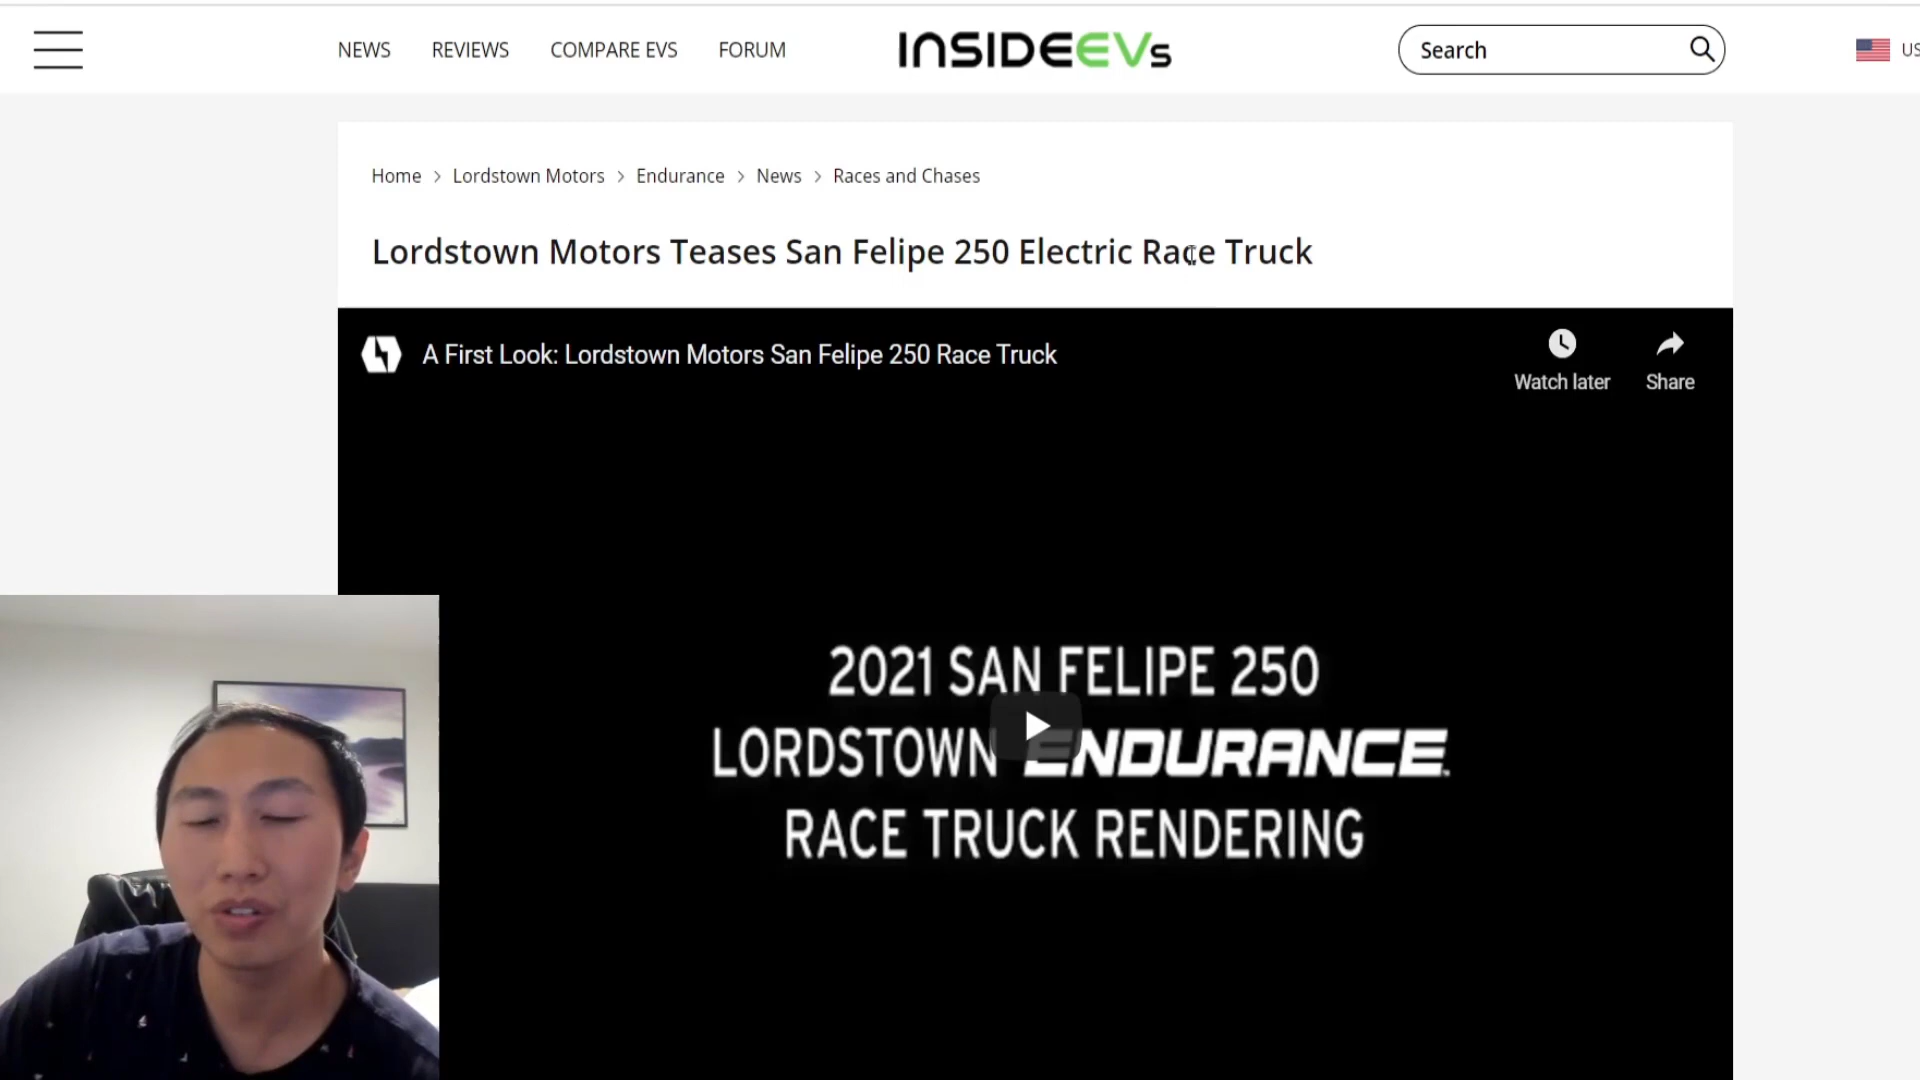 NEWS REVIEWS COMPARE EVS FORUM INSIDEEVs Search US
Home > Lordstown Motors > Endurance > News > Races and Chases
Lordstown Motors Teases San Felipe 250 Electric Race Truck
A First Look: Lordstown Motors San Felipe 250 Race Truck
Watch later Share
2021 SAN FELIPE 250
LORDSTOWN ENDURANCE
RACE TRUCK RENDERING